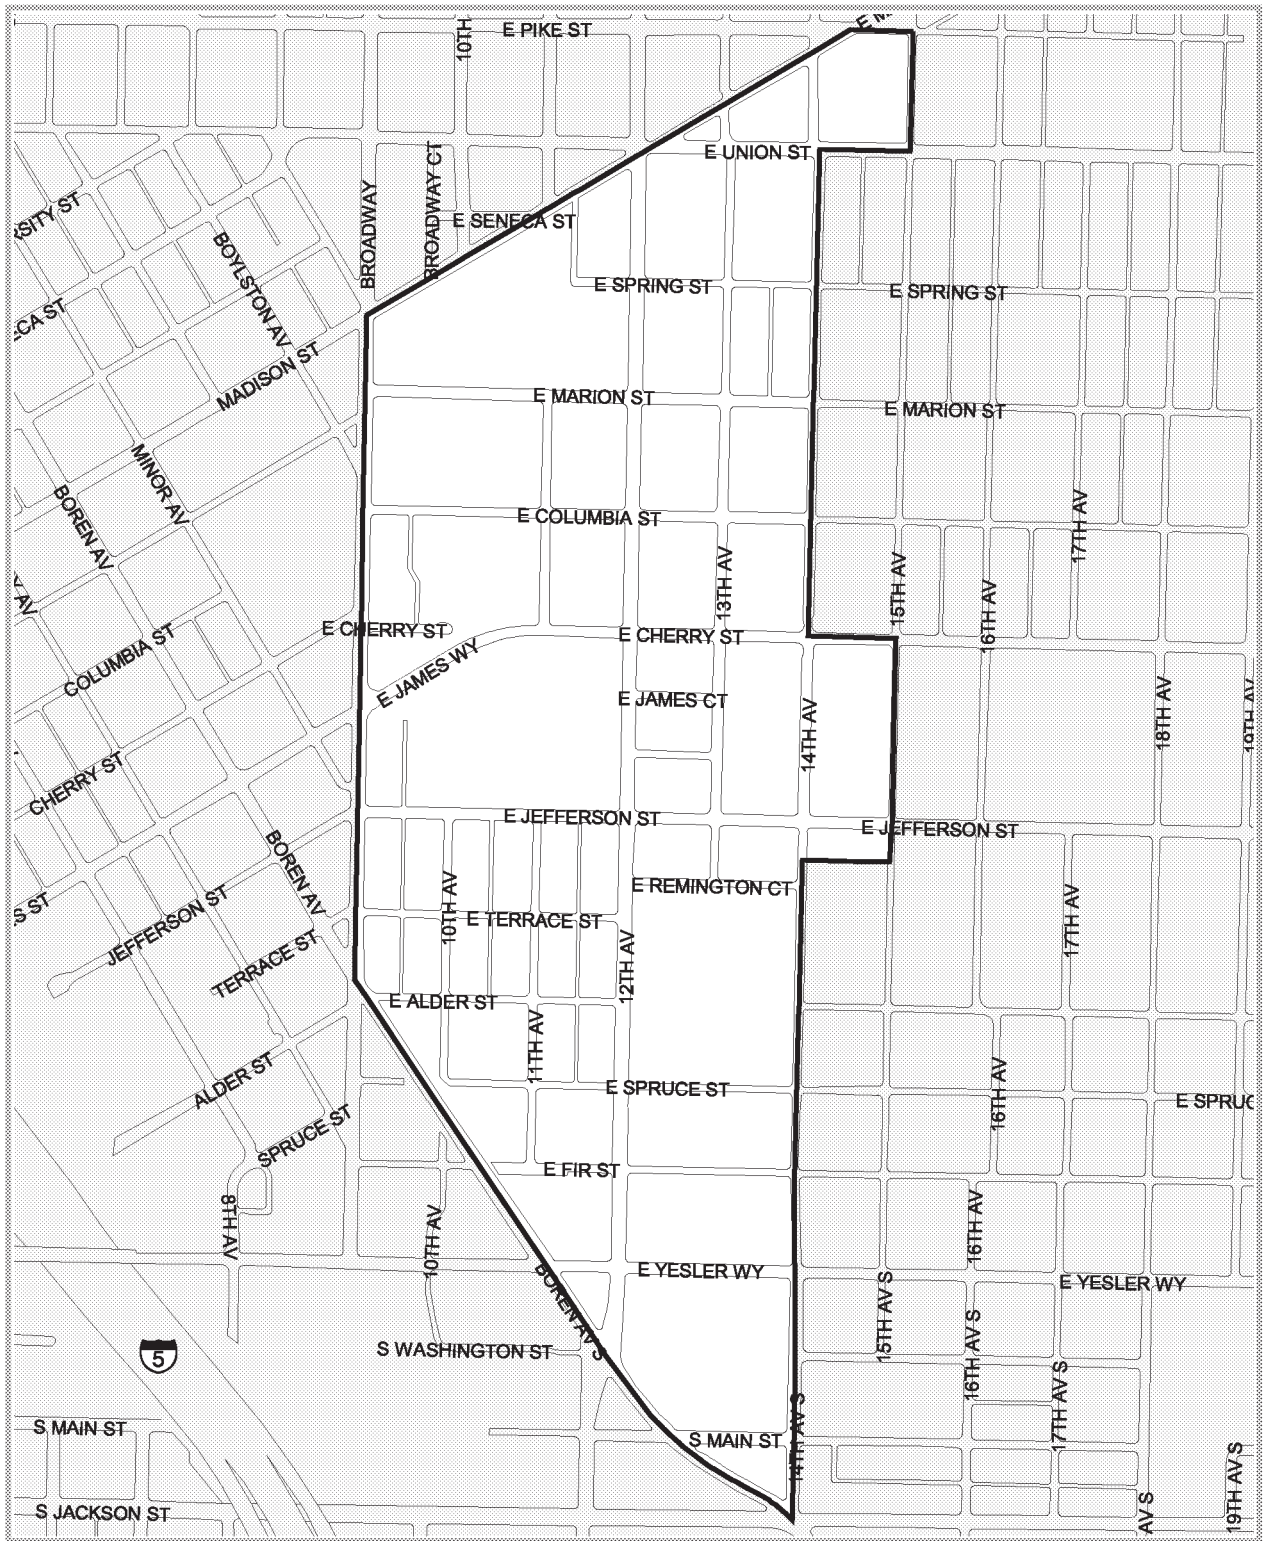 E M
E PIKE ST
10TH
E UNION ST
BROADWAY CT
BROADWAY
RSITY ST
E SENECA ST
BOYLSTON AV
E SPRING ST
E SPRING ST
ECA ST
MADISON ST
E MARION ST
E MARION ST
MINOR AV
BOREN AV
17TH AV
E COLUMBIA ST
13TH AV
15TH AV
16TH AV
AV
E CHERRY ST
E CHERRY ST
COLUMBIA ST
E JAMES WY
E JAMES CT
14TH AV
18TH AV
19TH AV
CHERRY ST
E JEFFERSON ST
E JEFFERSON ST
BOREN AV
E REMINGTON CT
S ST
10TH AV
E TERRACE ST
17TH AV
JEFFERSON ST
TERRACE ST
12TH AV
E ALDER ST
11TH AV
ALDER ST
E SPRUCE ST
16TH AV
E SPRUC
SPRUCE ST
E FIR ST
8TH AV
10TH AV
16TH AV
E YESLER WY
E YESLER WY
BOREN AV S
15TH AV S
5
S WASHINGTON ST
16TH AV S
17TH AV S
14TH AV S
S MAIN ST
S MAIN ST
19TH AV S
AV S
S JACKSON ST